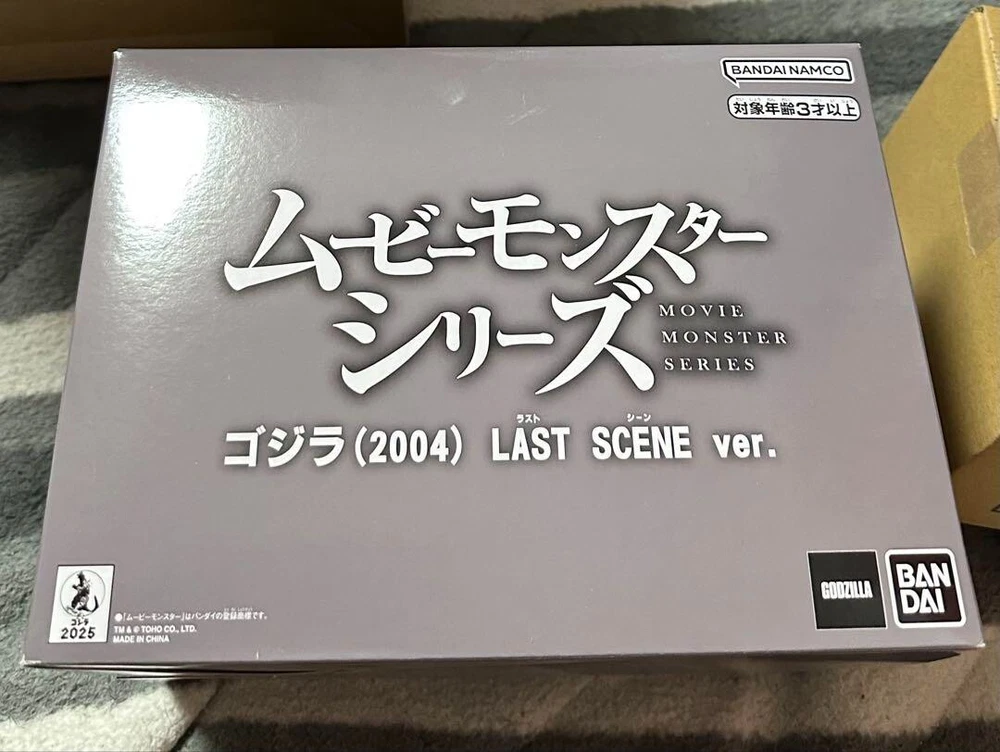 BANDAI NAMCO
対象年齢3才以上
ムービーモンスター
シリーズ
MOVIE
MONSTER
SERIES
ラスト シーン
ゴジラ(2004) LAST SCENE ver.
ゴジラ
2025
●「ムービーモンスター」はバンダイの登録商標です。
TM & © TOHO CO., LTD.
MADE IN CHINA
GODZILLA
BAN
DAI